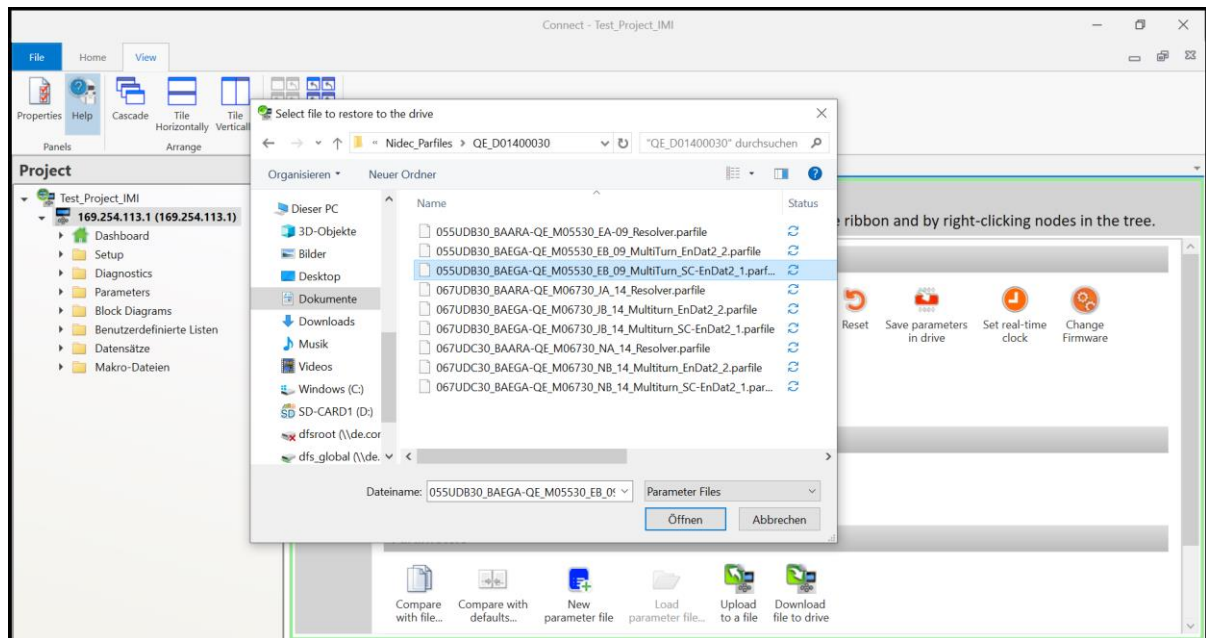 Connect - Test_Project_IMI
File Home View
Properties Help Cascade Tile Horizontally Tile
Panels Arrange
Project
Test_Project_IMI
169.254.113.1 (169.254.113.1)
Dashboard
Setup
Diagnostics
Parameters
Block Diagrams
Benutzerdefinierte Listen
Datensätze
Makro-Dateien
Select file to restore to the drive
« Nidec_Parfiles > QE_D01400030
"QE_D01400030" durchsuchen
Organisieren Neuer Ordner
Dieser PC
3D-Objekte
Bilder
Desktop
Dokumente
Downloads
Musik
Videos
Windows (C:)
SD-CARD1 (D:)
dfsroot (\\de.cor
dfs_global (\\de.
Name Status
055UDB30_BAARA-QE_M05530_EA-09_Resolver.parfile
055UDB30_BAEGA-QE_M05530_EB_09_MultiTurn_EnDat2_2.parfile
055UDB30_BAEGA-QE_M05530_EB_09_MultiTurn_SC-EnDat2_1.parf...
067UDB30_BAARA-QE_M06730_JA_14_Resolver.parfile
067UDB30_BAEGA-QE_M06730_JB_14_Multiturn_EnDat2_2.parfile
067UDB30_BAEGA-QE_M06730_JB_14_Multiturn_SC-EnDat2_1.parfile
067UDC30_BAARA-QE_M06730_NA_14_Resolver.parfile
067UDC30_BAEGA-QE_M06730_NB_14_Multiturn_EnDat2_2.parfile
067UDC30_BAEGA-QE_M06730_NB_14_Multiturn_SC-EnDat2_1.par...
Dateiname: 055UDB30_BAEGA-QE_M05530_EB_09 Parameter Files
Öffnen Abbrechen
ribbon and by right-clicking nodes in the tree.
Reset Save parameters in drive Set real-time clock Change Firmware
Compare with file... Compare with defaults... New parameter file Load parameter file... Upload to a file Download file to drive